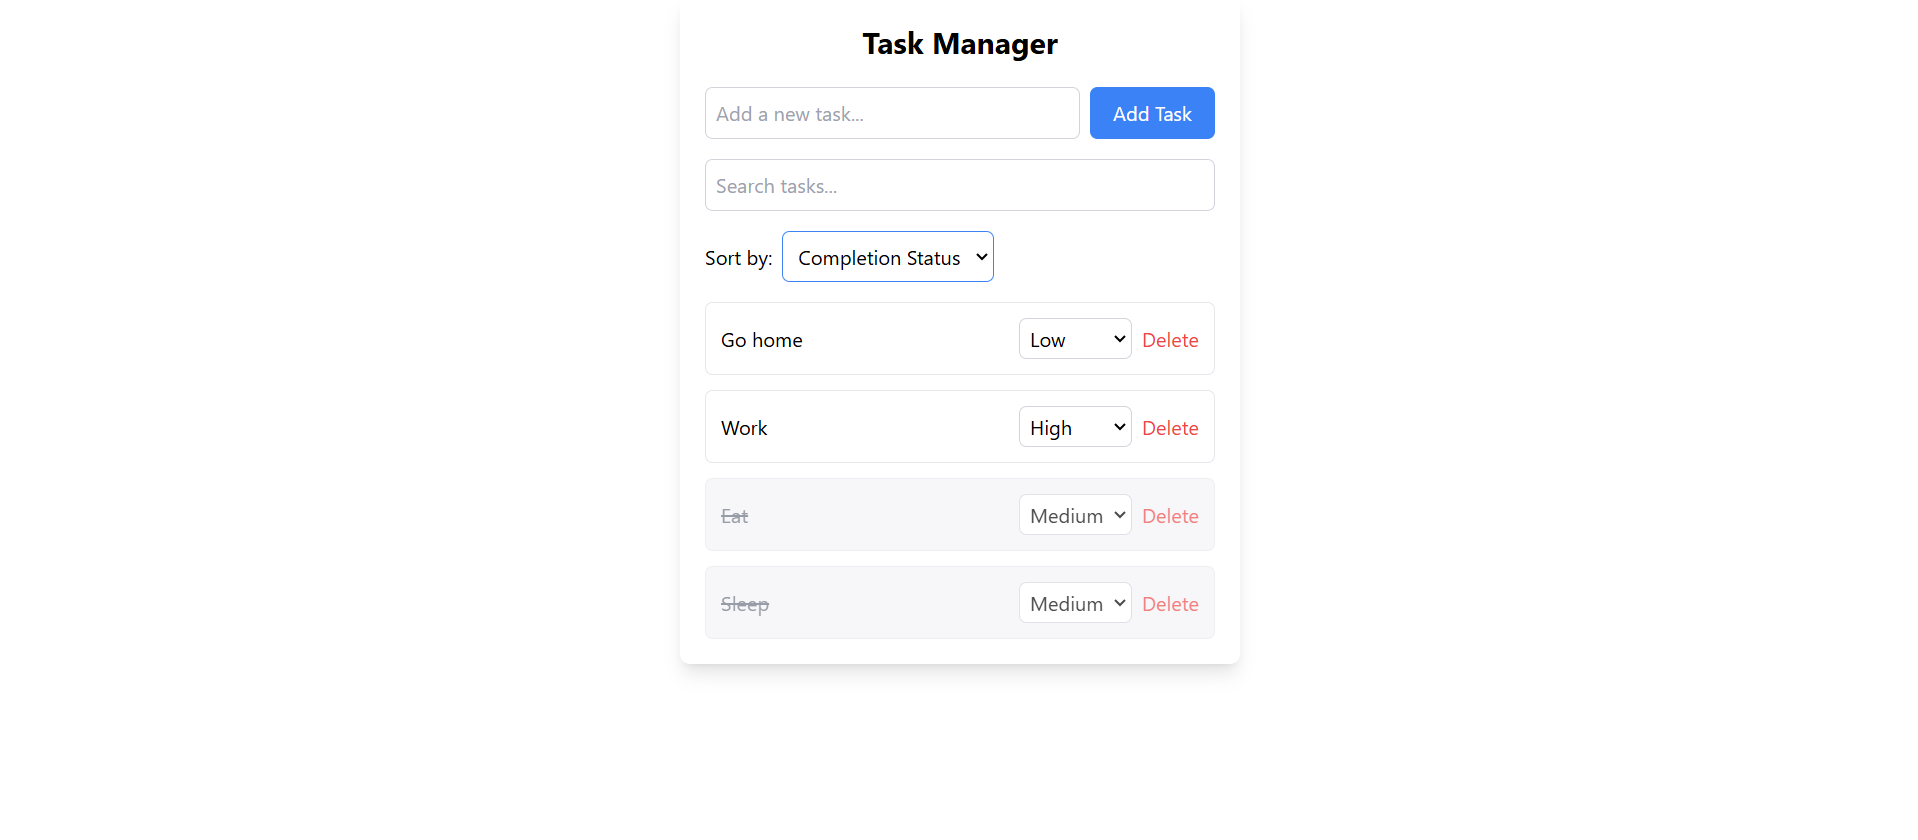 Task Manager
Add a new task...
Add Task
Search tasks...
Sort by: Completion Status
Go home Low Delete
Work High Delete
Eat Medium Delete
Sleep Medium Delete